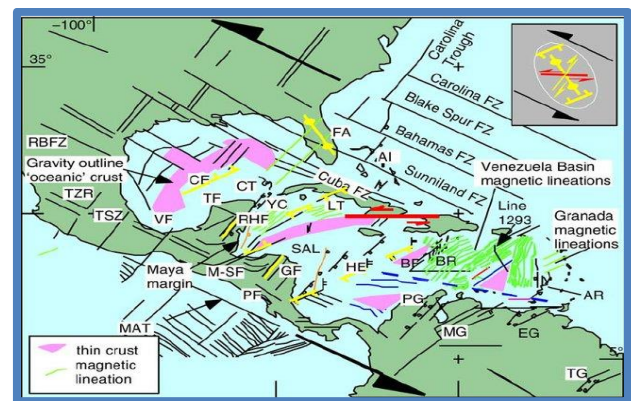 -100°
35°
Carolina
Trough
Carolina FZ
Blake Spur FZ
Bahamas FZ
Sunniland FZ
Cuba FZ
FA
AI
RBFZ
Gravity outline
'oceanic' crust
TZR
TSZ
VF
CF
TF
CT
YC
LT
RHF
Venezuela Basin
magnetic lineations
Line
1293
Granada
magnetic
lineations
SAL
Maya
margin
M-SF
GF
HE
BF
BR
PF
PG
AR
MAT
MG
EG
5°
TG
thin crust
magnetic
lineation